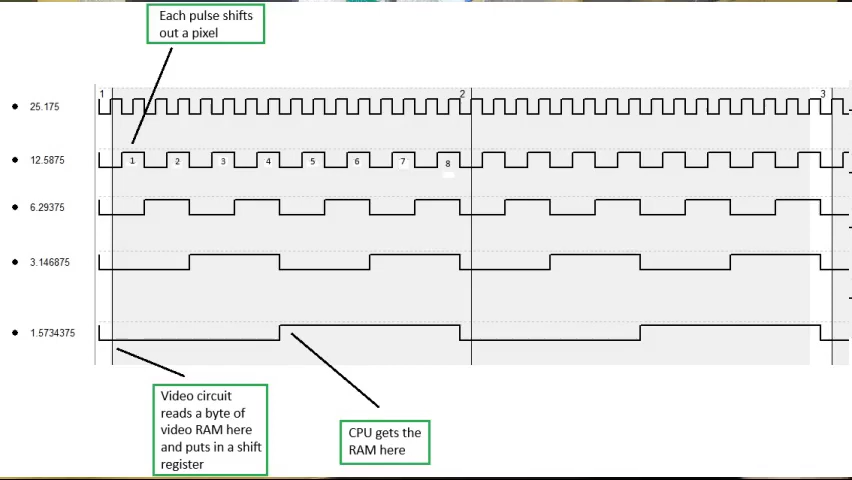 Each pulse shifts
out a pixel
1 2 3
25.175
12.5875
1 2 3 4 5 6 7 8
6.29375
3.146875
1.5734375
Video circuit
reads a byte of
video RAM here
and puts in a shift
register
CPU gets the
RAM here